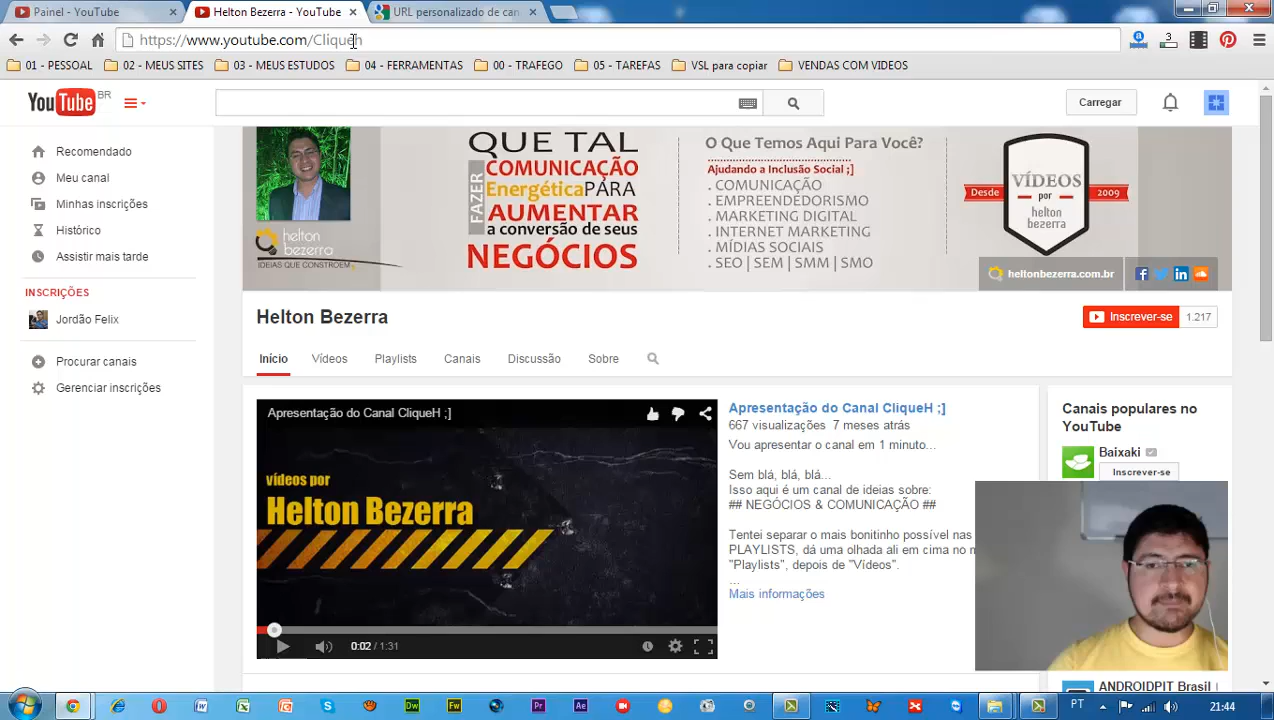 Painel - YouTube
Helton Bezerra - YouTube
URL personalizado de can
https://www.youtube.com/Cliqueh
01 - PESSOAL
02 - MEUS SITES
03 - MEUS ESTUDOS
04 - FERRAMENTAS
00 - TRAFEGO
05 - TAREFAS
VSL para copiar
VENDAS COM VIDEOS
3
YouTube BR
Carregar
Recomendado
Meu canal
Minhas inscrições
Histórico
Assistir mais tarde
INSCRIÇÕES
Jordão Felix
Procurar canais
Gerenciar inscrições
helton
bezerra
IDEIAS QUE CONSTROEM
QUE TAL
FAZER
COMUNICAÇÃO
Energética PARA
AUMENTAR
a conversão de seus
NEGÓCIOS
O Que Temos Aqui Para Você?
Ajudando a Inclusão Social ;]
. COMUNICAÇÃO
. EMPREENDEDORISMO
. MARKETING DIGITAL
. INTERNET MARKETING
. MÍDIAS SOCIAIS
. SEO | SEM | SMM | SMO
Desde
VÍDEOS
por
helton
bezerra
2009
heltonbezerra.com.br
Helton Bezerra
Inscrever-se
1.217
Início
Vídeos
Playlists
Canais
Discussão
Sobre
Apresentação do Canal CliqueH ;]
vídeos por
Helton Bezerra
0:02 / 1:31
Apresentação do Canal CliqueH ;]
667 visualizações 7 meses atrás
Vou apresentar o canal em 1 minuto...
Sem blá, blá, blá...
Isso aqui é um canal de ideias sobre:
## NEGÓCIOS & COMUNICAÇÃO ##
Tentei separar o mais bonitinho possível nas
PLAYLISTS, dá uma olhada ali em cima no
"Playlists", depois de "Vídeos".
...
Mais informações
Canais populares no
YouTube
Baixaki
Inscrever-se
ANDROIDPIT Brasil
PT
21:44